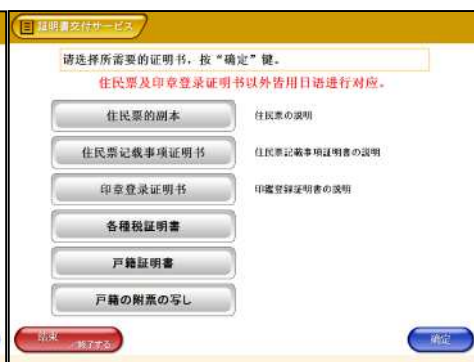 証明書交付サービス
请选择所需要的证明书，按“确定”键。
住民票及印章登录证明书以外皆用日语进行对应。
住民票的副本
住民票の説明
住民票记载事项证明书
住民票記載事項証明書の説明
印章登录证明书
印鑑登録証明書の説明
各種税証明書
戸籍証明書
戸籍の附票の写し
结束
／終了する
确定